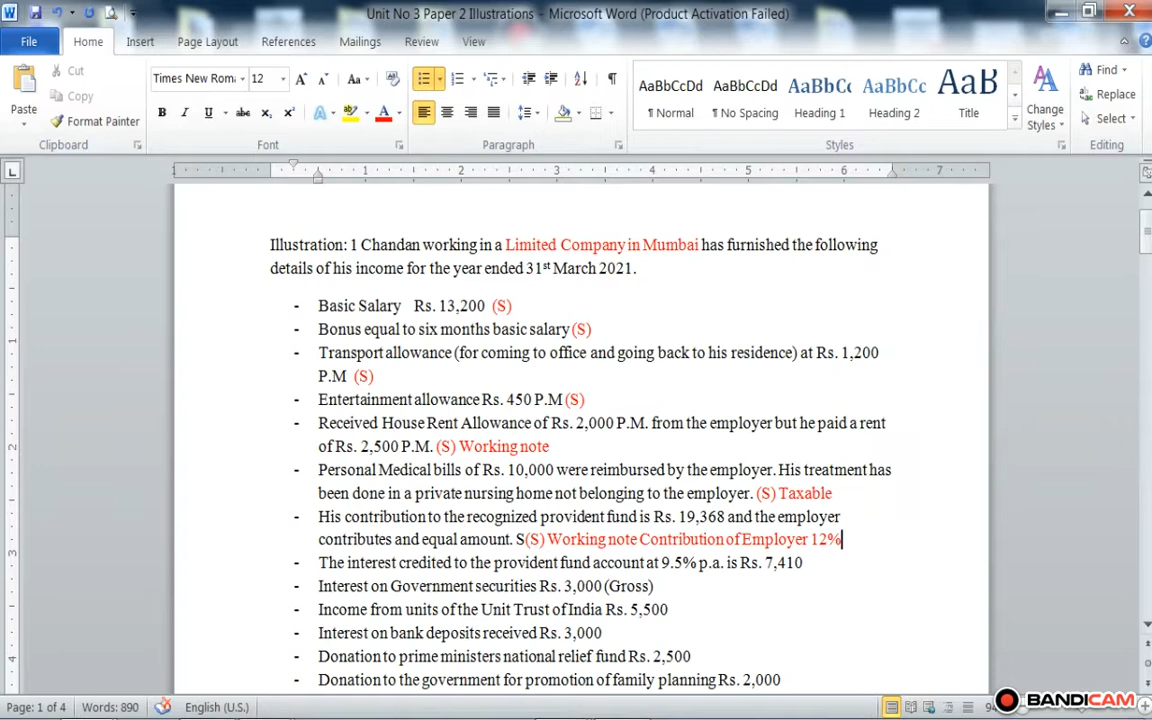 Unit No 3 Paper 2 Illustrations - Microsoft Word (Product Activation Failed)
File Home Insert Page Layout References Mailings Review View
Cut
Copy
Format Painter
Paste
Clipboard
Times New Rom
12
Font
Paragraph
AaBbCcDd AaBbCcDd AaBbCc AaBbCc AaB
¶ Normal ¶ No Spacing Heading 1 Heading 2 Title
Styles
Change Styles
Find
Replace
Select
Editing
1 1 2 3 4 5 6 7
Illustration: 1 Chandan working in a Limited Company in Mumbai has furnished the following
details of his income for the year ended 31st March 2021.
- Basic Salary Rs. 13,200 (S)
- Bonus equal to six months basic salary (S)
- Transport allowance (for coming to office and going back to his residence) at Rs. 1,200
P.M (S)
- Entertainment allowance Rs. 450 P.M (S)
- Received House Rent Allowance of Rs. 2,000 P.M. from the employer but he paid a rent
of Rs. 2,500 P.M. (S) Working note
- Personal Medical bills of Rs. 10,000 were reimbursed by the employer. His treatment has
been done in a private nursing home not belonging to the employer. (S) Taxable
- His contribution to the recognized provident fund is Rs. 19,368 and the employer
contributes and equal amount. S(S) Working note Contribution of Employer 12%
- The interest credited to the provident fund account at 9.5% p.a. is Rs. 7,410
- Interest on Government securities Rs. 3,000 (Gross)
- Income from units of the Unit Trust of India Rs. 5,500
- Interest on bank deposits received Rs. 3,000
- Donation to prime ministers national relief fund Rs. 2,500
- Donation to the government for promotion of family planning Rs. 2,000
Page: 1 of 4 Words: 890 English (U.S.)
BANDICAM